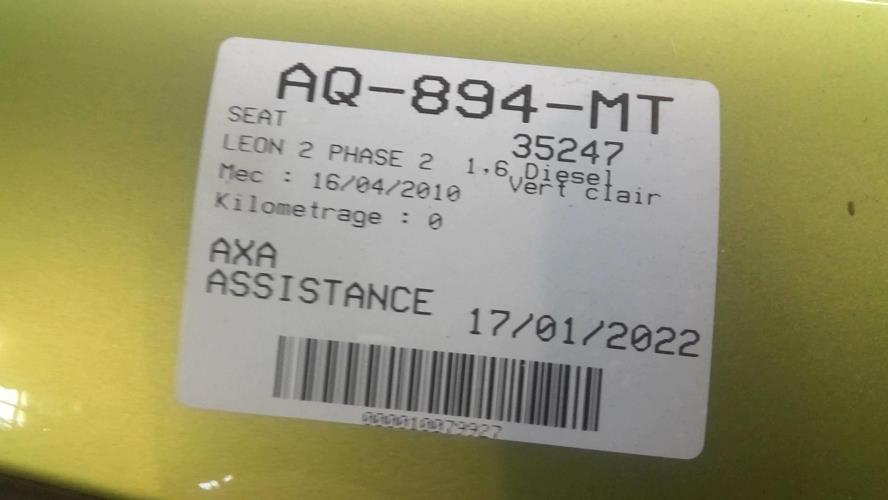 AQ-894-MT
SEAT
35247
LEON 2 PHASE 2 1,6 Diesel
Mec : 16/04/2010 Vert clair
Kilometrage : 0
AXA
ASSISTANCE
17/01/2022
000010079927